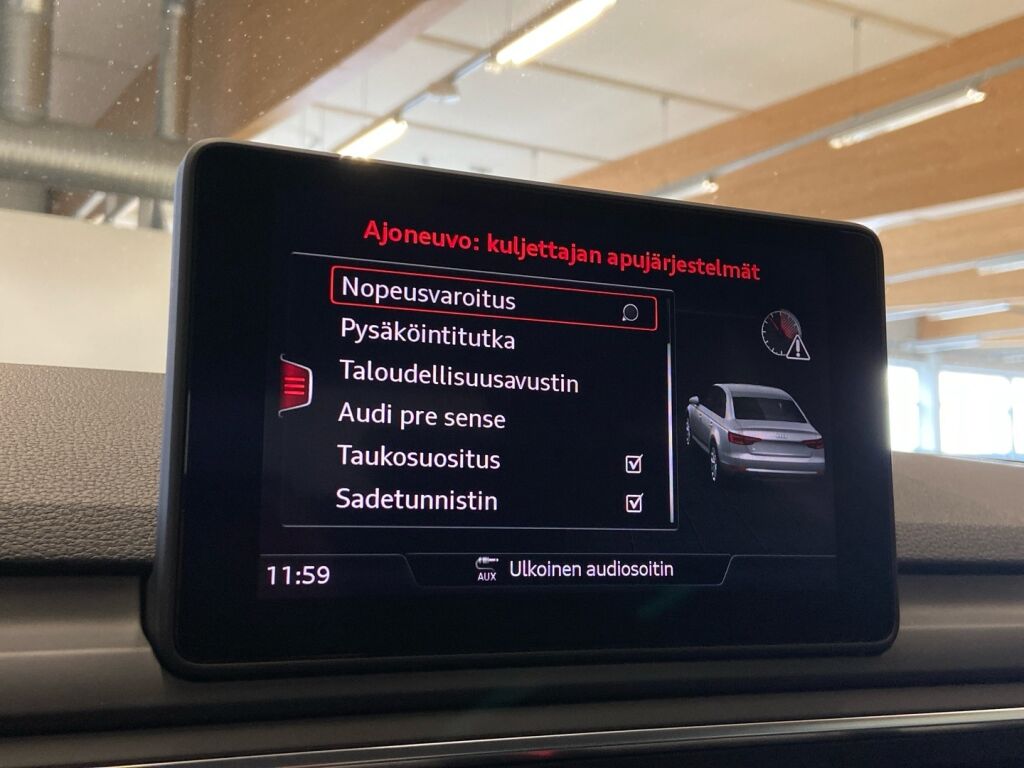 Ajoneuvo: kuljettajan apujärjestelmät
Nopeusvaroitus
Pysäköintitutka
Taloudellisuusavustin
Audi pre sense
Taukosuositus
Sadetunnistin
11:59
AUX
Ulkoinen audiosoitin